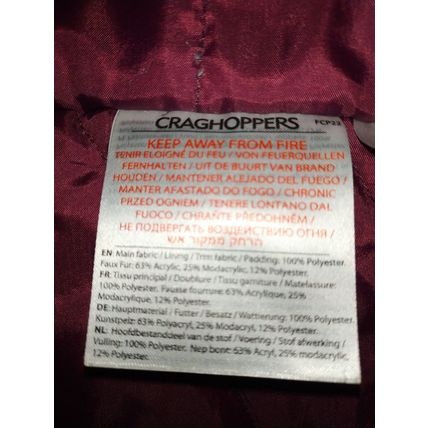 CRAGHOPPERS
FCP23
KEEP AWAY FROM FIRE
TENIR ELOIGNÉ DU FEU / VON FEUERQUELLEN
FERNHALTEN / UIT DE BUURT VAN BRAND
HOUDEN / MANTENER ALEJADO DEL FUEGO /
MANTER AFASTADO DO FOGO / CHRONIC
PRZED OGNIEM / TENERE LONTANO DAL
FUOCO / CHRAŇTE PŘEDOHNĚM /
НЕ ПОДВЕРГАТЬ ВОЗДЕЙСТВИЮ ОГНЯ /
הרחק ממקור אש
EN: Main fabric / Lining / Trim fabric / Padding: 100% Polyester.
Faux Fur: 63% Acrylic, 25% Modacrylic, 12% Polyester.
FR: Tissu principal / Doublure / Tissu garniture / Matelassure:
100% Polyester. Fausse fourrure: 63% Acrylique, 25%
Modacrylique, 12% Polyester.
DE: Hauptmaterial / Futter / Besatz / Wattierung: 100% Polyester.
Kunstpelz: 63% Polyacryl, 25% Modacryl, 12% Polyester.
NL: Hoofdbestanddeel van de stof / Voering / Stof afwerking /
Vulling: 100% Polyester. Nep bont: 63% Acryl, 25% modacrylic,
12% Polyester.